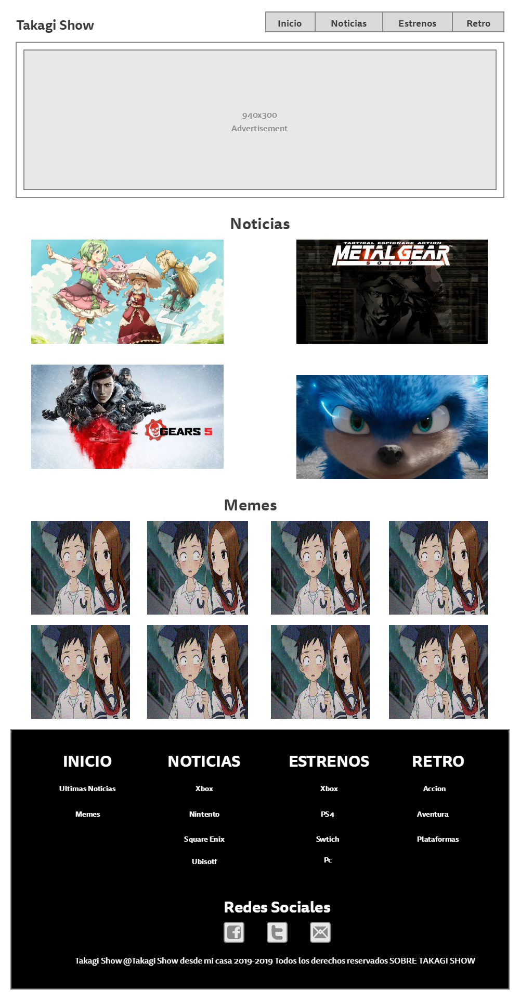 Takagi Show
Inicio
Noticias
Estrenos
Retro
940x300
Advertisement
Noticias
TACTICAL ESPIONAGE ACTION
METAL GEAR
SOLID
GEARS 5
Memes
INICIO
Ultimas Noticias
Memes
NOTICIAS
Xbox
Nintento
Square Enix
Ubisotf
ESTRENOS
Xbox
PS4
Swtich
Pc
RETRO
Accion
Aventura
Plataformas
Redes Sociales
Takagi Show @Takagi Show desde mi casa 2019-2019 Todos los derechos reservados SOBRE TAKAGI SHOW